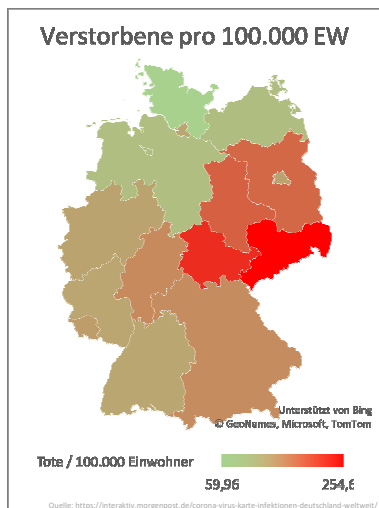 Verstorbene pro 100.000 EW
Unterstützt von Bing
© GeoNames, Microsoft, TomTom
Tote / 100.000 Einwohner
59,96 254,6
Quelle: https://interaktiv.morgenpost.de/corona-virus-karte-infektionen-deutschland-weltweit/